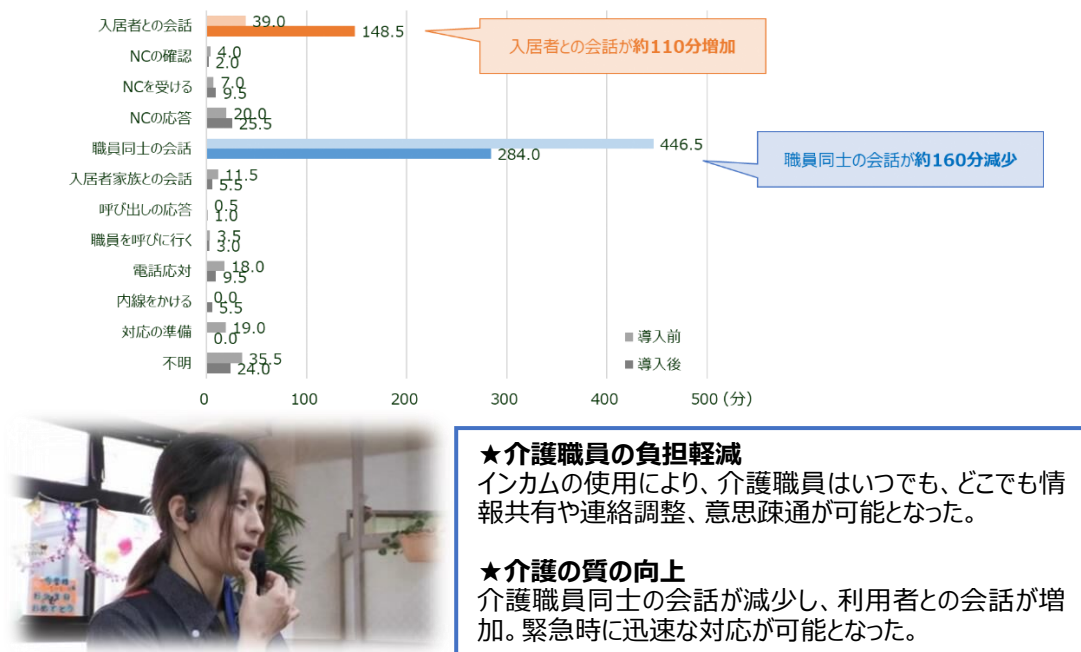 入居者との会話 39.0 148.5
入居者との会話が約110分増加
NCの確認 4.0 2.0
NCを受ける 7.0 9.5
NCの応答 20.0 25.5
職員同士の会話 446.5 284.0
職員同士の会話が約160分減少
入居者家族との会話 11.5 5.5
呼び出しの応答 0.5 1.0
職員を呼びに行く 3.5 3.0
電話応対 18.0 9.5
内線をかける 0.0 5.5
対応の準備 19.0 0.0
不明 35.5 24.0
■導入前
■導入後
0 100 200 300 400 500 (分)
★介護職員の負担軽減
インカムの使用により、介護職員はいつでも、どこでも情
報共有や連絡調整、意思疎通が可能となった。
★介護の質の向上
介護職員同士の会話が減少し、利用者との会話が増
加。緊急時に迅速な対応が可能となった。